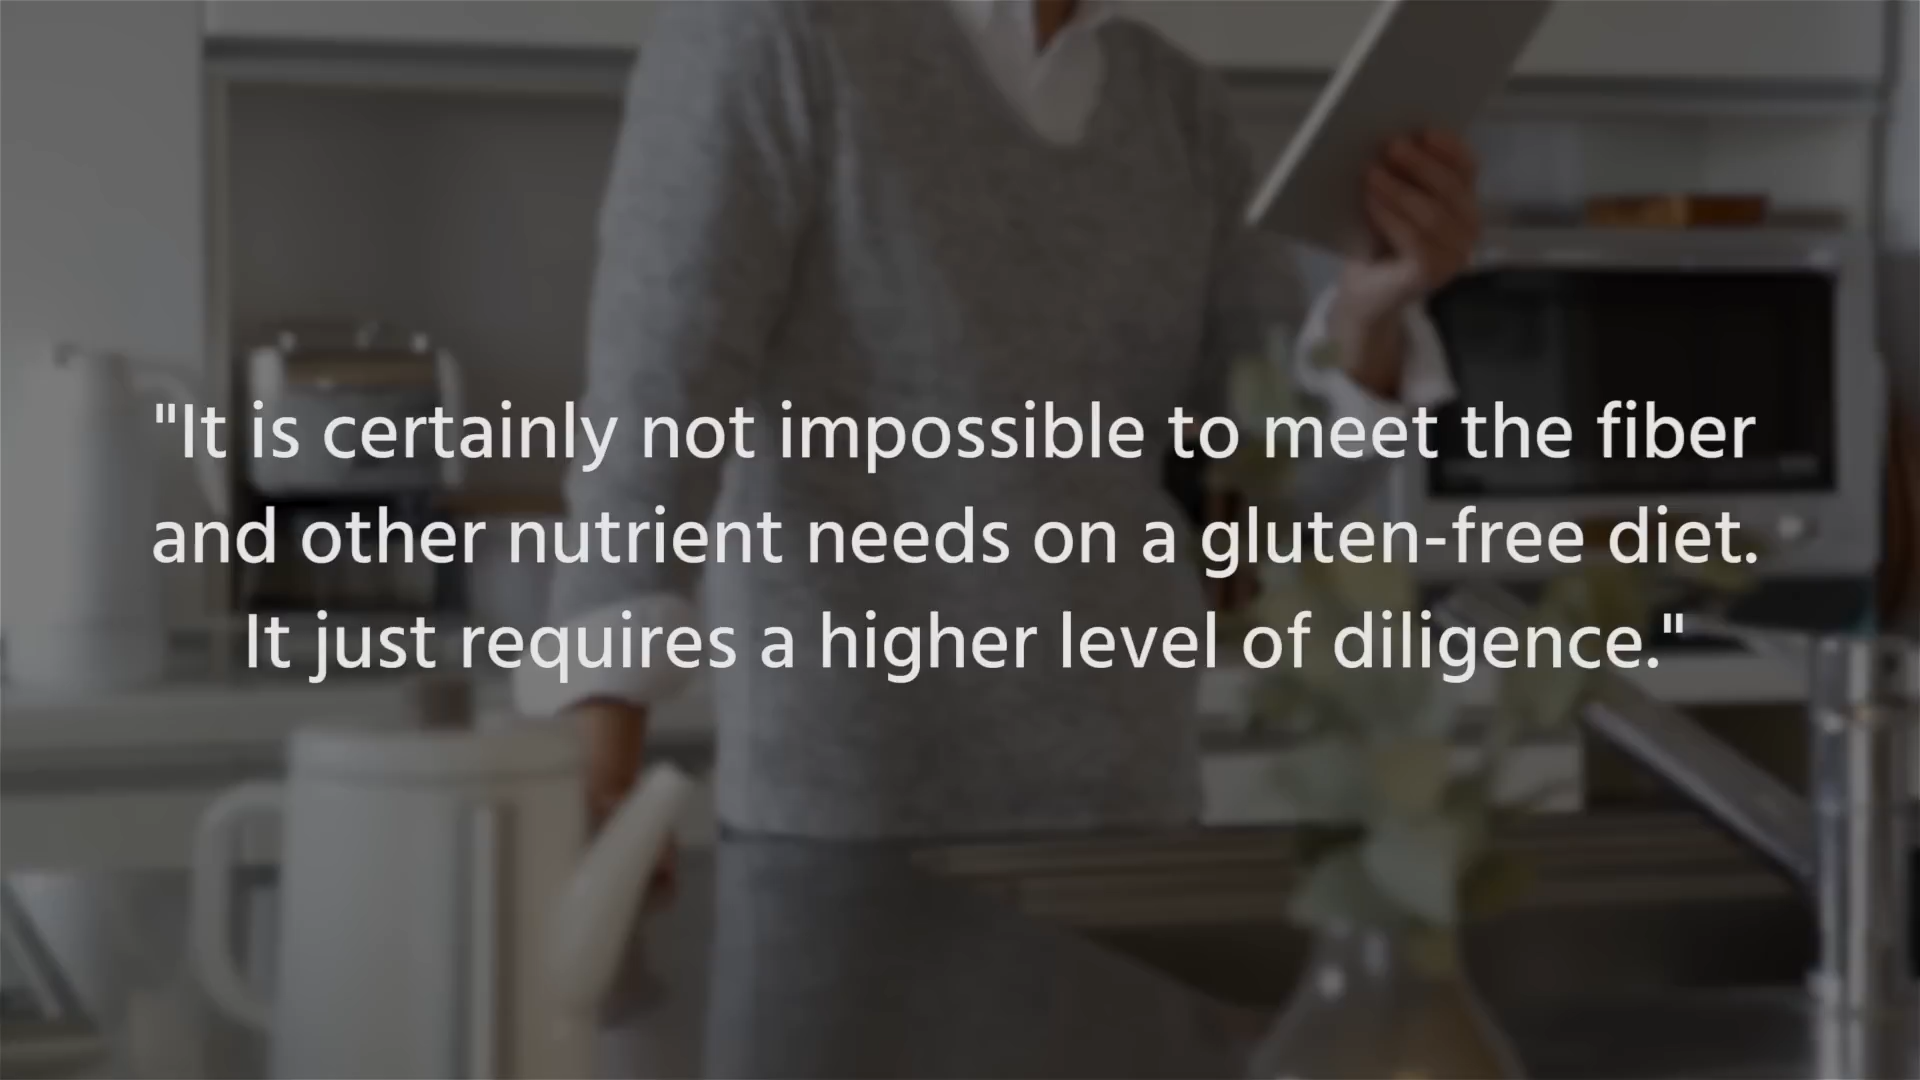 "It is certainly not impossible to meet the fiber
and other nutrient needs on a gluten-free diet.
It just requires a higher level of diligence."